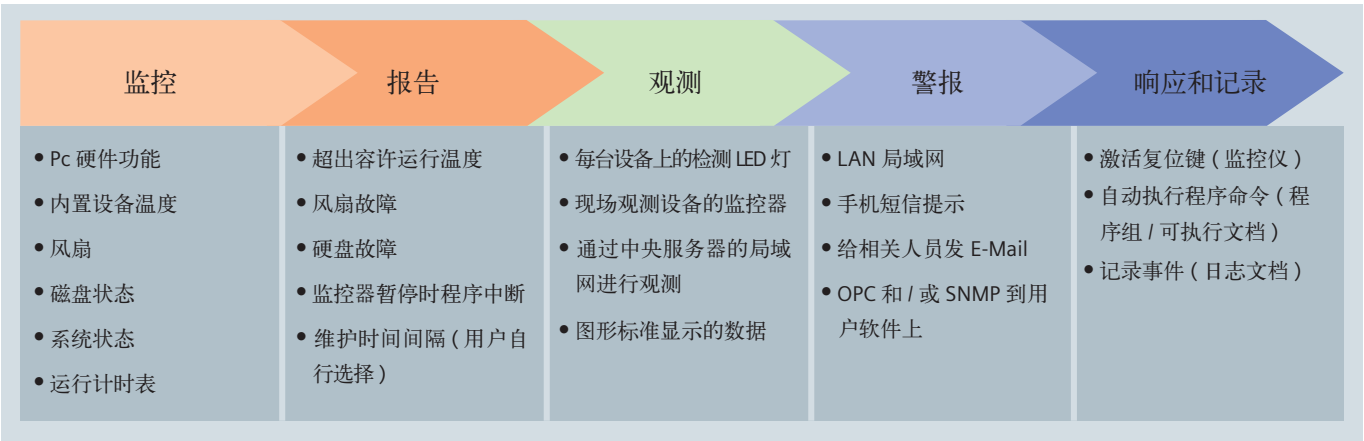 监控
报告
观测
警报
响应和记录
• Pc 硬件功能
• 内置设备温度
• 风扇
• 磁盘状态
• 系统状态
• 运行计时表
• 超出容许运行温度
• 风扇故障
• 硬盘故障
• 监控器暂停时程序中断
• 维护时间间隔 ( 用户自
行选择 )
• 每台设备上的检测 LED 灯
• 现场观测设备的监控器
• 通过中央服务器的局域
网进行观测
• 图形标准显示的数据
• LAN 局域网
• 手机短信提示
• 给相关人员发 E-Mail
• OPC 和 / 或 SNMP 到用
户软件上
• 激活复位键 ( 监控仪 )
• 自动执行程序命令 ( 程
序组 / 可执行文档 )
• 记录事件 ( 日志文档 )